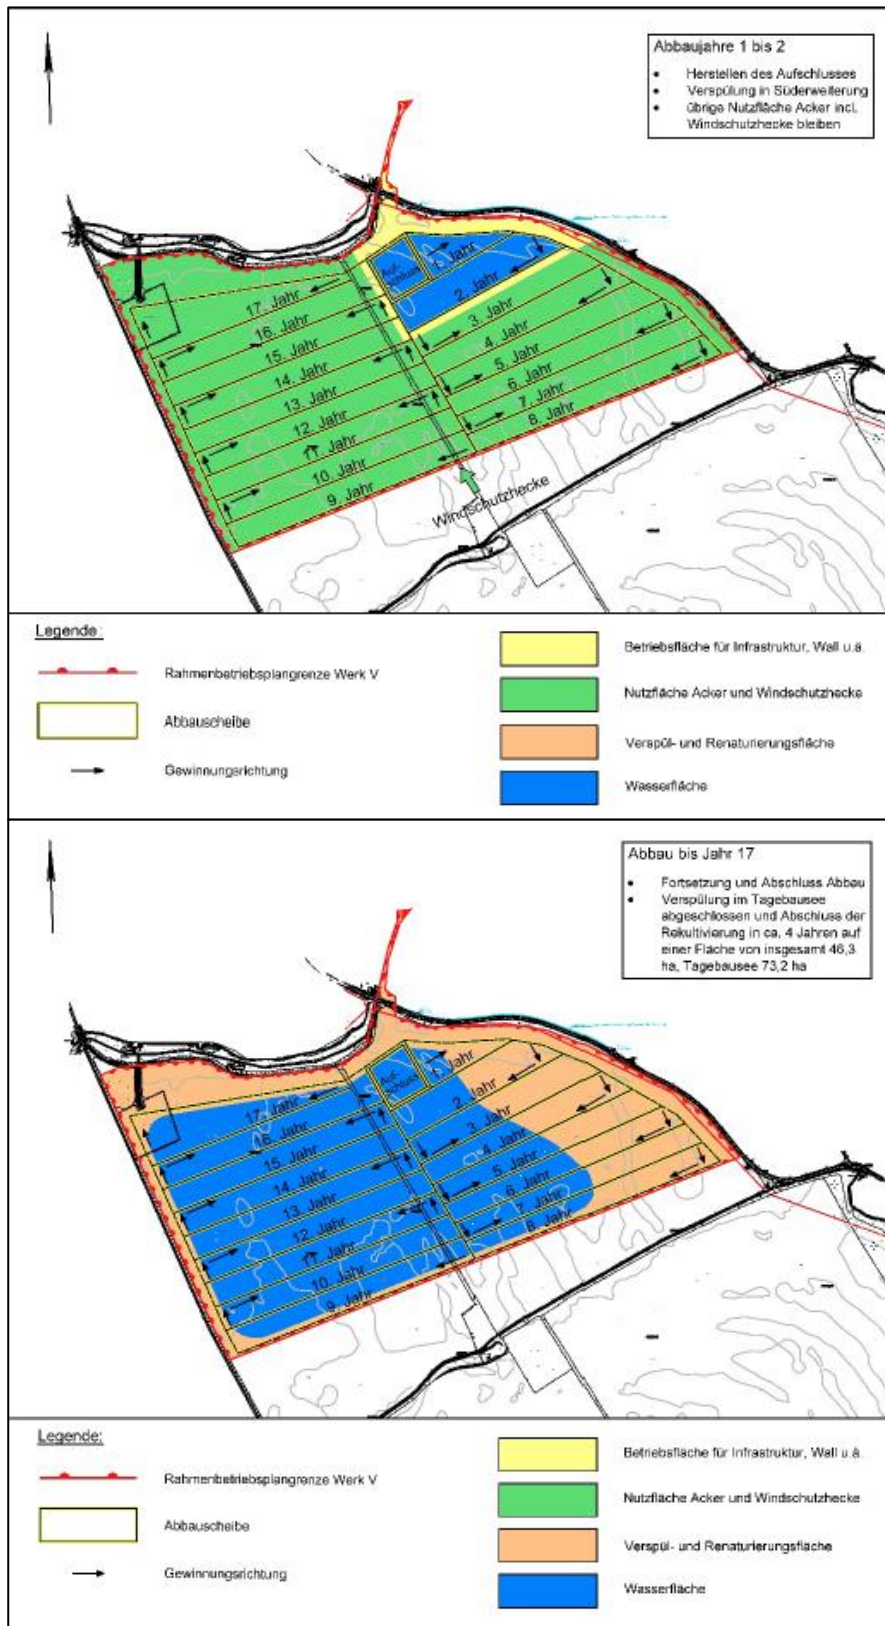 Abbaujahre 1 bis 2
• Herstellen des Aufschlusses
• Verspülung in Süderweiterung
• übrige Nutzfläche Acker incl.
Windschutzhecke bleiben
Auf-
schluss
1. Jahr
2. Jahr
3. Jahr
4. Jahr
5. Jahr
6. Jahr
7. Jahr
8. Jahr
17. Jahr
16. Jahr
15. Jahr
14. Jahr
13. Jahr
12. Jahr
11. Jahr
10. Jahr
9. Jahr
Windschutzhecke
Legende:
Rahmenbetriebsplangrenze Werk V
Abbauscheibe
Gewinnungsrichtung
Betriebsfläche für Infrastruktur, Wall u.ä.
Nutzfläche Acker und Windschutzhecke
Verspül- und Renaturierungsfläche
Wasserfläche
Abbau bis Jahr 17
• Fortsetzung und Abschluss Abbau
• Verspülung im Tagebausee
abgeschlossen und Abschluss der
Rekultivierung in ca. 4 Jahren auf
einer Fläche von insgesamt 46,3
ha, Tagebausee 73,2 ha
Auf-
schluss
1. Jahr
2. Jahr
3. Jahr
4. Jahr
5. Jahr
6. Jahr
7. Jahr
8. Jahr
17. Jahr
16. Jahr
15. Jahr
14. Jahr
13. Jahr
12. Jahr
11. Jahr
10. Jahr
9. Jahr
Legende:
Rahmenbetriebsplangrenze Werk V
Abbauscheibe
Gewinnungsrichtung
Betriebsfläche für Infrastruktur, Wall u.ä.
Nutzfläche Acker und Windschutzhecke
Verspül- und Renaturierungsfläche
Wasserfläche